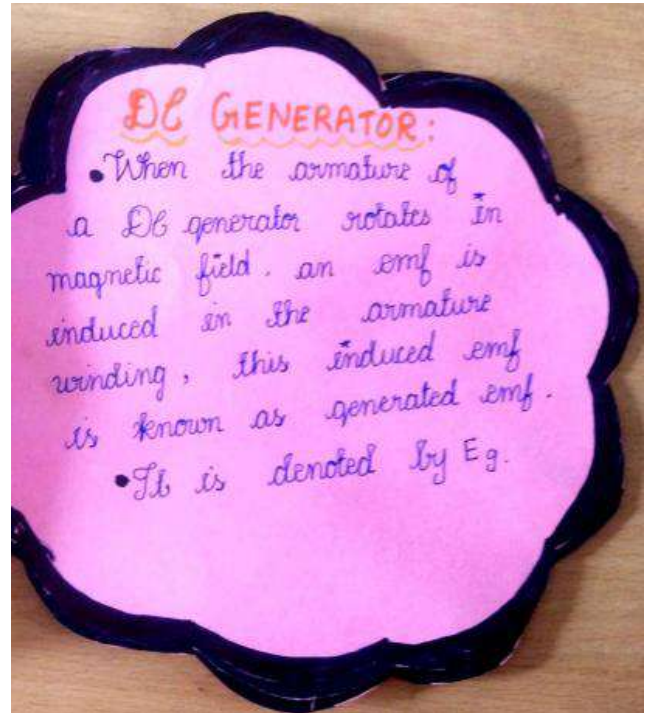 DC GENERATOR:
•When the armature of
a DC generator rotates in
magnetic field. an emf is
induced in the armature
winding, this induced emf
is known as generated emf.
•It is denoted by Eg.